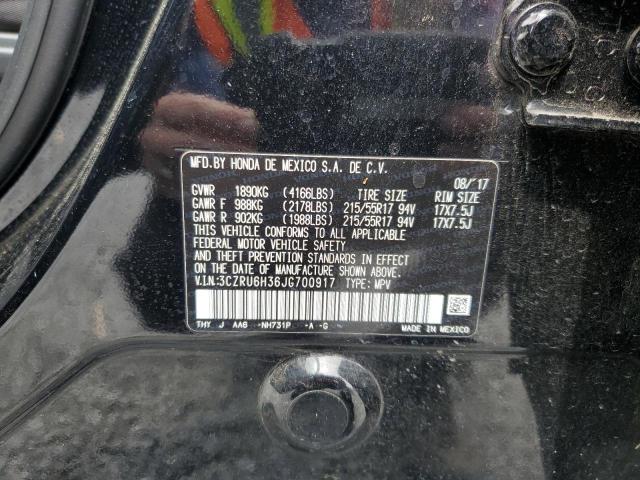 MFD.BY HONDA DE MEXICO S.A. DE C.V.
08/'17
GVWR 1890KG (4166LBS) TIRE SIZE RIM SIZE
GAWR F 988KG (2178LBS) 215/55R17 94V 17X7.5J
GAWR R 902KG (1988LBS) 215/55R17 94V 17X7.5J
THIS VEHICLE CONFORMS TO ALL APPLICABLE
FEDERAL MOTOR VEHICLE SAFETY
AND THEFT PREVENTION STANDARDS IN EFFECT
ON THE DATE OF MANUFACTURE SHOWN ABOVE.
V.I.N:3CZRU6H36JG700917 TYPE: MPV
THY J AA6 -NH731P -A -G MADE IN MEXICO